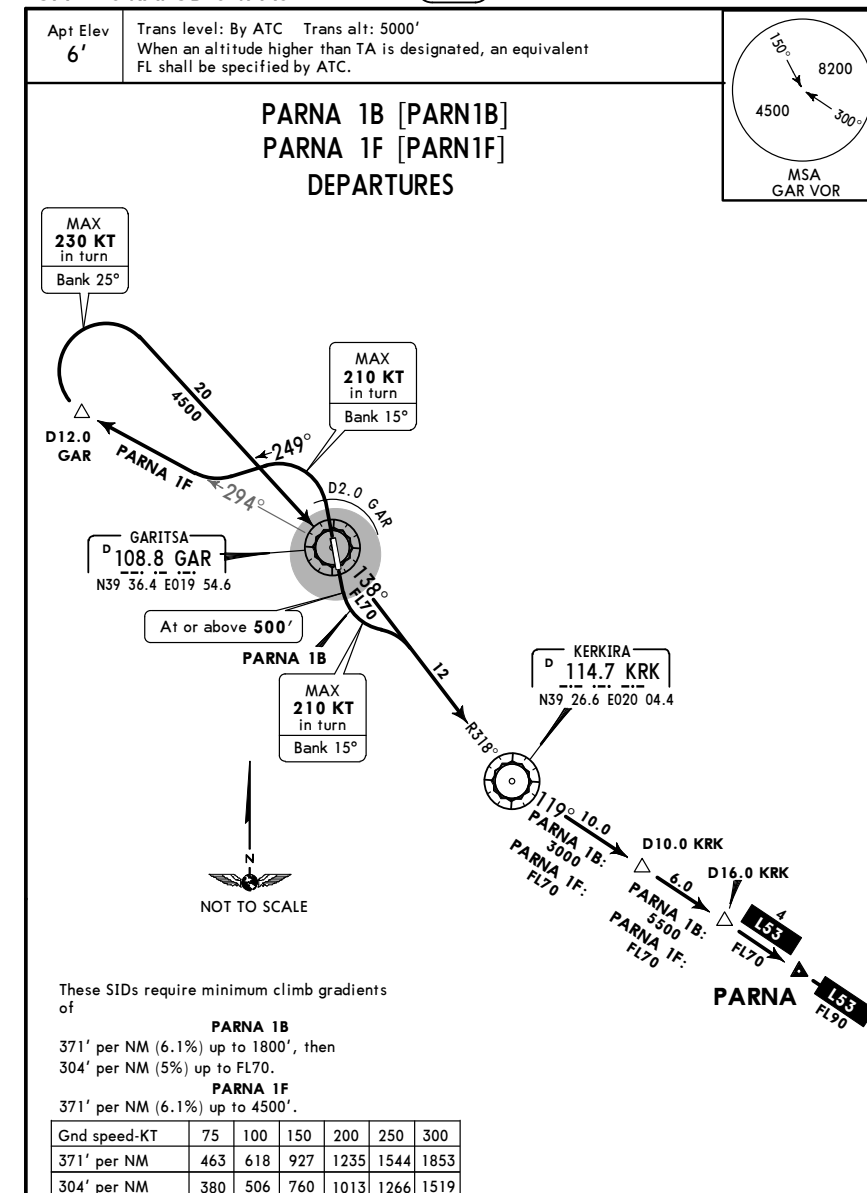 Apt Elev
6'
Trans level: By ATC Trans alt: 5000'
When an altitude higher than TA is designated, an equivalent
FL shall be specified by ATC.
150°
8200
4500
300°
MSA
GAR VOR
PARNA 1B [PARN1B]
PARNA 1F [PARN1F]
DEPARTURES
MAX
230 KT
in turn
Bank 25°
MAX
210 KT
in turn
Bank 15°
20
4500
D12.0
GAR
PARNA 1F
249°
294°
D2.0 GAR
GARITSA
D 108.8 GAR
N39 36.4 E019 54.6
138°
FL70
At or above 500'
PARNA 1B
MAX
210 KT
in turn
Bank 15°
12
R318°
KERKIRA
D 114.7 KRK
N39 26.6 E020 04.4
119° 10.0
PARNA 1B:
3000
PARNA 1F:
FL70
D10.0 KRK
6.0
PARNA 1B:
5500
PARNA 1F:
FL70
D16.0 KRK
4
L53
FL70
PARNA
L53
FL90
N
NOT TO SCALE
These SIDs require minimum climb gradients
of
PARNA 1B
371' per NM (6.1%) up to 1800', then
304' per NM (5%) up to FL70.
PARNA 1F
371' per NM (6.1%) up to 4500'.
Gnd speed-KT 75 100 150 200 250 300
371' per NM 463 618 927 1235 1544 1853
304' per NM 380 506 760 1013 1266 1519